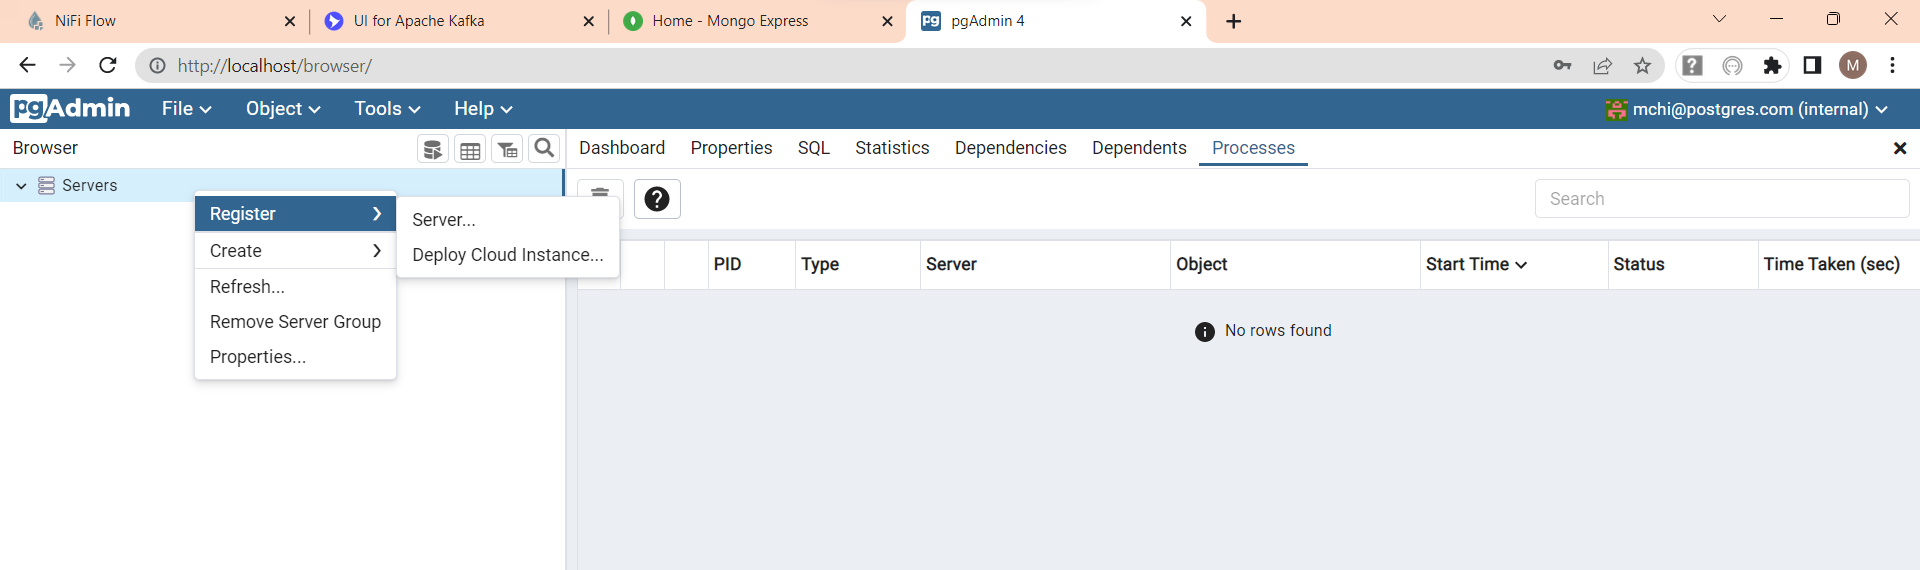 NiFi Flow
UI for Apache Kafka
Home - Mongo Express
pgAdmin 4
http://localhost/browser/
M
pgAdmin File Object Tools Help mchi@postgres.com (internal)
Browser
Dashboard Properties SQL Statistics Dependencies Dependents Processes
Servers
Register
Create
Refresh...
Remove Server Group
Properties...
Server...
Deploy Cloud Instance...
Search
PID Type Server Object Start Time Status Time Taken (sec)
No rows found